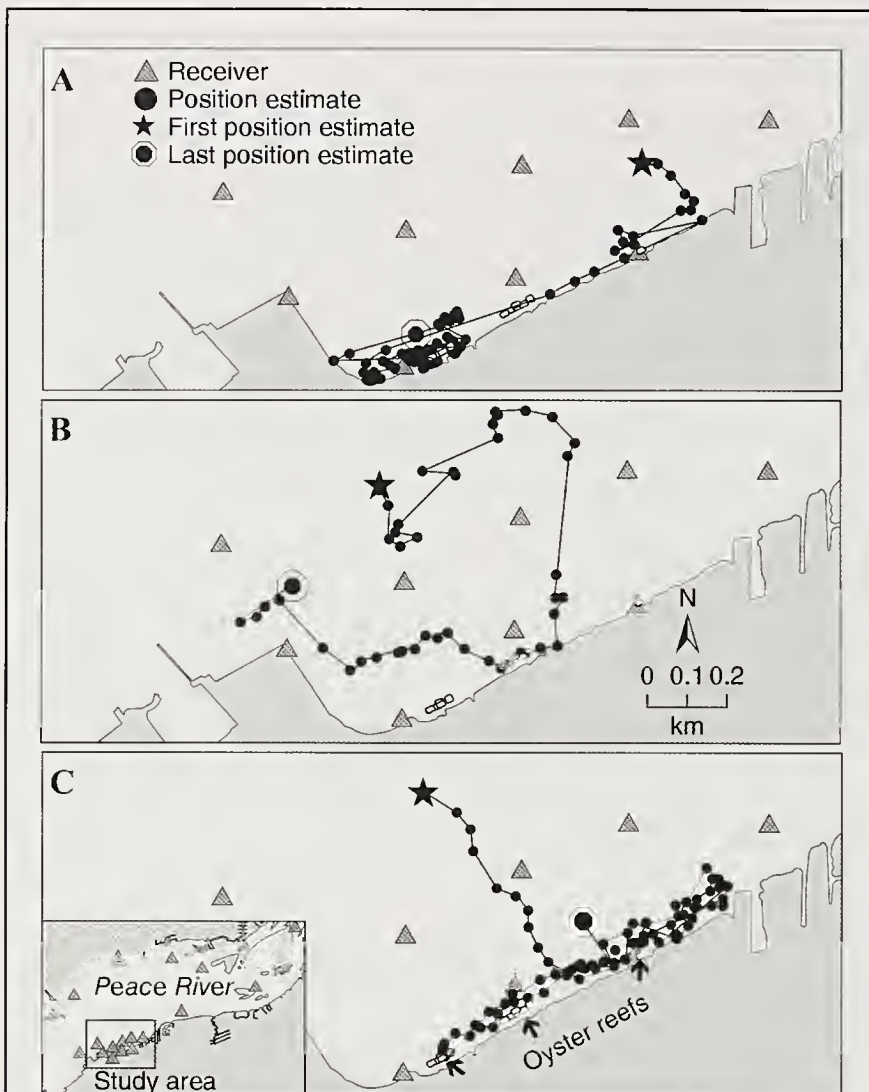 A
Receiver
Position estimate
First position estimate
Last position estimate
B
N
0 0.1 0.2
km
C
Peace River
Study area
Oyster reefs